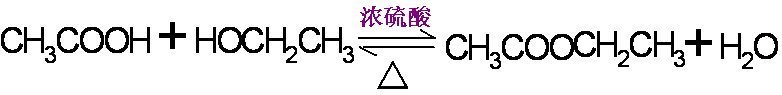 浓硫酸
CH₃COOH + HOCH₂CH₃ ⇌ CH₃COOCH₂CH₃ + H₂O
△